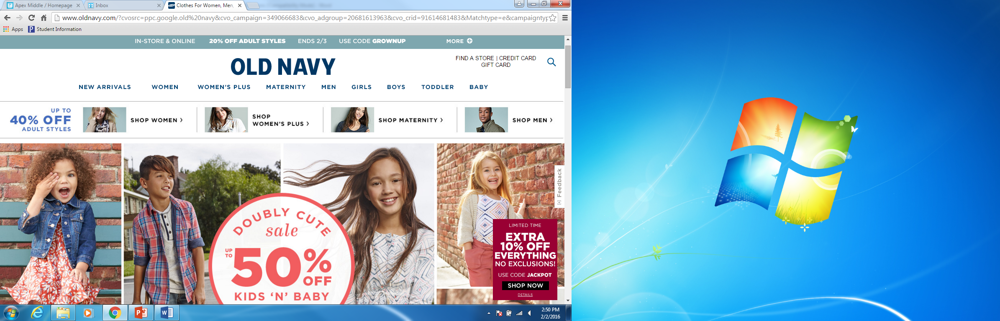 Apex Middle / Homepage
Inbox
Clothes For Women, Men,
www.oldnavy.com/?cvosrc=ppc.google.old%20navy&cvo_campaign=349066683&cvo_adgroup=20681613963&cvo_crid=91614681483&Matchtype=e&campaigntyp
Apps
P Student Information
IN-STORE & ONLINE 20% OFF ADULT STYLES ENDS 2/3 USE CODE GROWNUP MORE
FIND A STORE | CREDIT CARD
GIFT CARD
OLD NAVY
NEW ARRIVALS WOMEN WOMEN'S PLUS MATERNITY MEN GIRLS BOYS TODDLER BABY
UP TO
40% OFF
ADULT STYLES
SHOP WOMEN >
SHOP
WOMEN'S PLUS >
SHOP MATERNITY >
SHOP MEN >
Feedback
DOUBLY CUTE
sale
UP
TO
50%
OFF
KIDS 'N' BABY
LIMITED TIME
EXTRA
10% OFF
EVERYTHING
NO EXCLUSIONS!
USE CODE JACKPOT
SHOP NOW
DETAILS
2:50 PM
2/2/2016